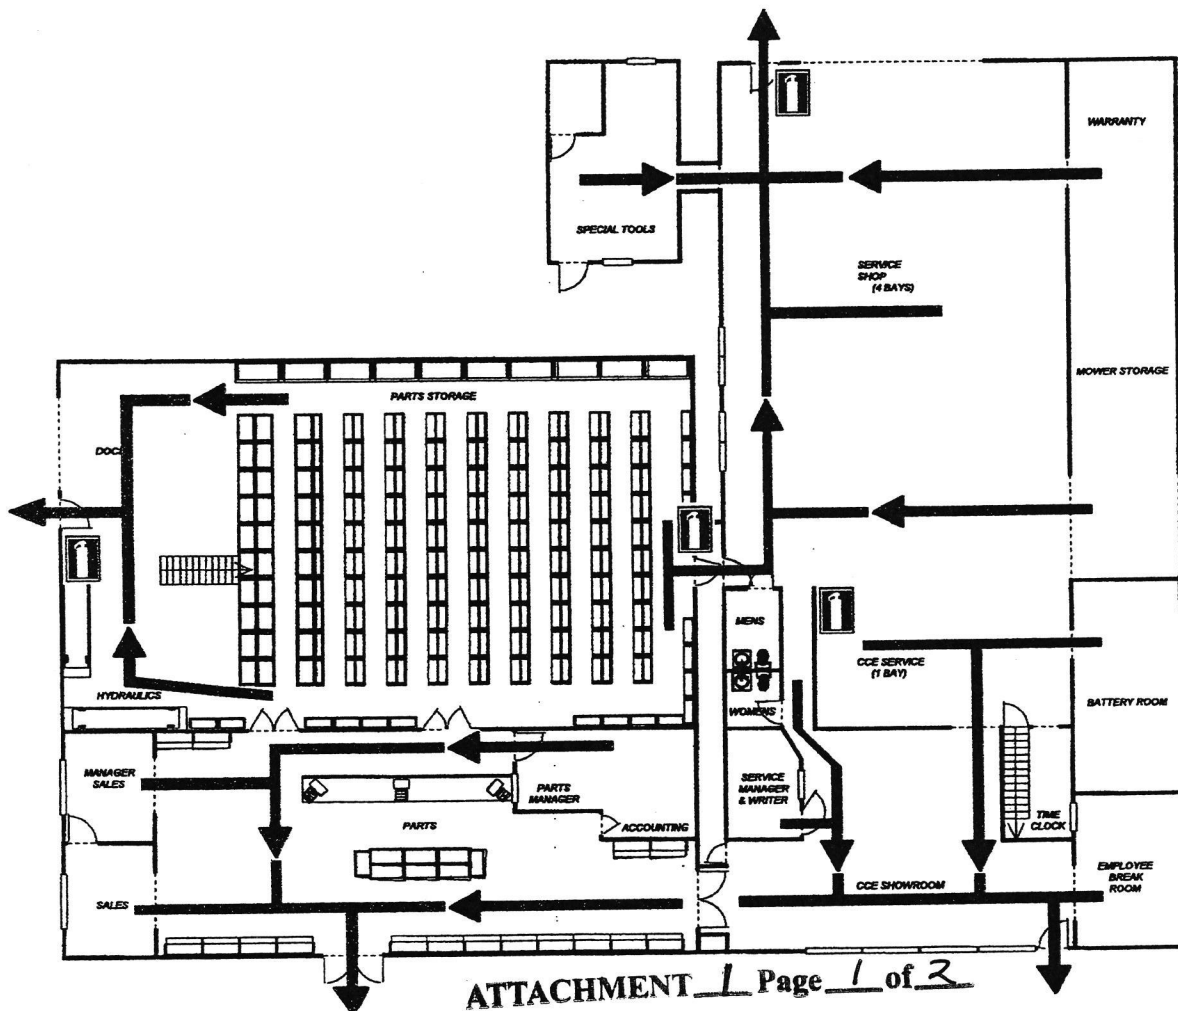 WARRANTY
SPECIAL TOOLS
SERVICE
SHOP
(4 BAYS)
MOWER STORAGE
PARTS STORAGE
MENS
CCE SERVICE
(1 BAY)
HYDRAULICS
WOMENS
BATTERY ROOM
MANAGER
SALES
PARTS
MANAGER
SERVICE
MANAGER
& WRITER
PARTS
ACCOUNTING
TIME
CLOCK
EMPLOYEE
BREAK
ROOM
CCE SHOWROOM
SALES
ATTACHMENT 1 Page 1 of 2